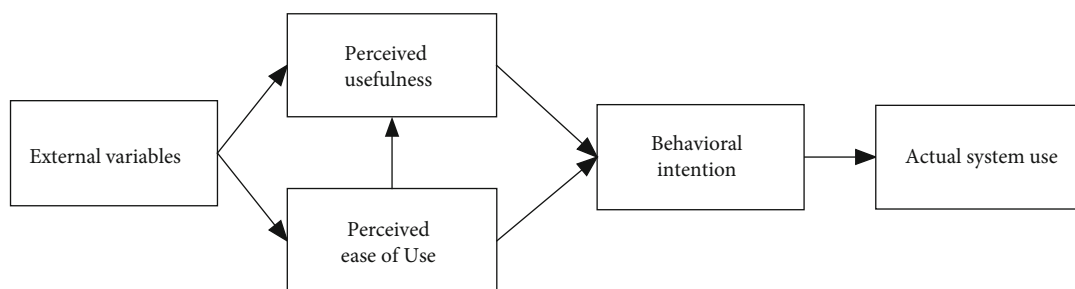 Perceived
usefulness
External variables
Perceived
ease of Use
Behavioral
intention
Actual system use